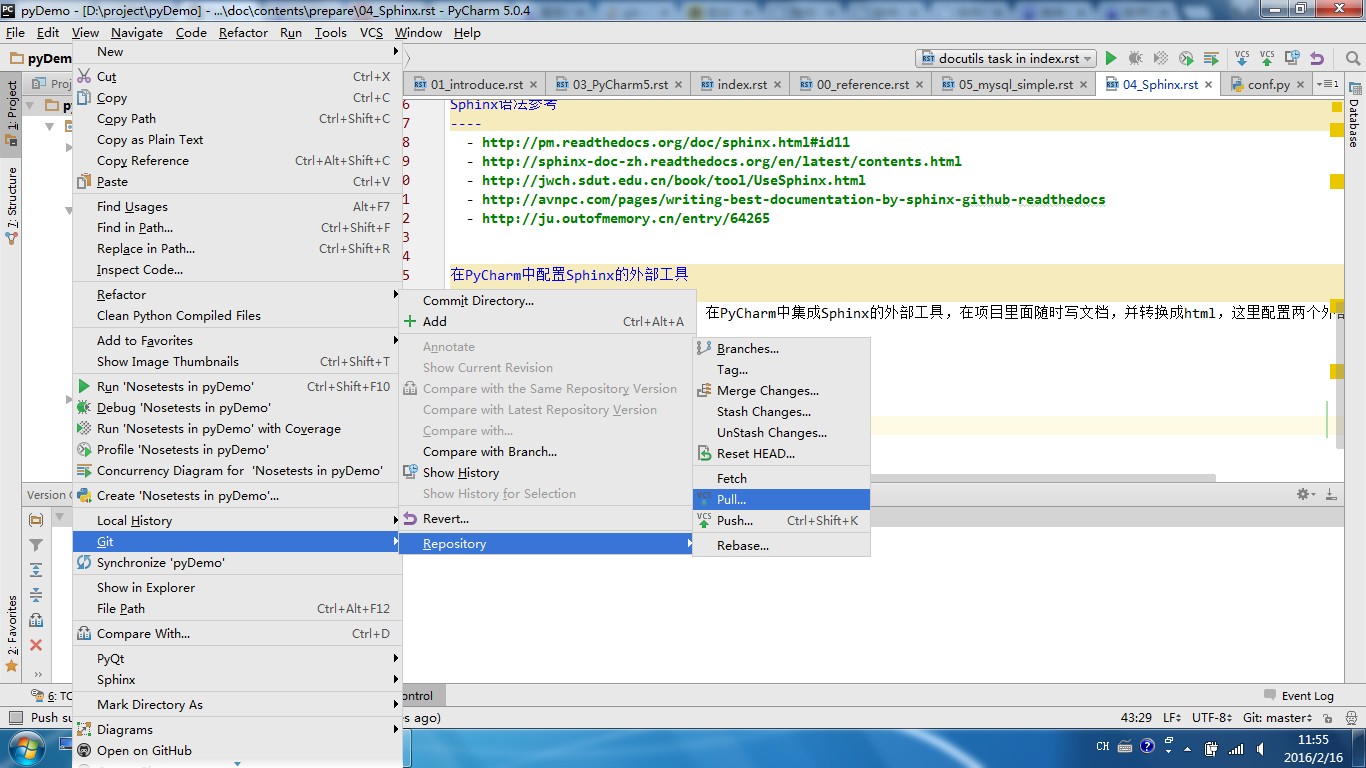 pyDemo - [D:\project\pyDemo] - ...\doc\contents\prepare\04_Sphinx.rst - PyCharm 5.0.4
File Edit View Navigate Code Refactor Run Tools VCS Window Help
pyDem
docutils task in index.rst
01_introduce.rst 03_PyCharm5.rst index.rst 00_reference.rst 05_mysql_simple.rst 04_Sphinx.rst conf.py
1: Project
7: Structure
2: Favorites
Database
Proj
New
Cut Ctrl+X
Copy Ctrl+C
Copy Path Ctrl+Shift+C
Copy as Plain Text
Copy Reference Ctrl+Alt+Shift+C
Paste Ctrl+V
Find Usages Alt+F7
Find in Path... Ctrl+Shift+F
Replace in Path... Ctrl+Shift+R
Inspect Code...
Refactor
Clean Python Compiled Files
Add to Favorites
Show Image Thumbnails Ctrl+Shift+T
Run 'Nosetests in pyDemo' Ctrl+Shift+F10
Debug 'Nosetests in pyDemo'
Run 'Nosetests in pyDemo' with Coverage
Profile 'Nosetests in pyDemo'
Concurrency Diagram for 'Nosetests in pyDemo'
Create 'Nosetests in pyDemo'...
Local History
Git
Synchronize 'pyDemo'
Show in Explorer
File Path Ctrl+Alt+F12
Compare With... Ctrl+D
PyQt
Sphinx
Mark Directory As
Diagrams
Open on GitHub
6 Sphinx语法参考
7 ----
8 - http://pm.readthedocs.org/doc/sphinx.html#id11
9 - http://sphinx-doc-zh.readthedocs.org/en/latest/contents.html
0 - http://jwch.sdut.edu.cn/book/tool/UseSphinx.html
1 - http://avnpc.com/pages/writing-best-documentation-by-sphinx-github-readthedocs
2 - http://ju.outofmemory.cn/entry/64265
3
4
5 在PyCharm中配置Sphinx的外部工具
在PyCharm中集成Sphinx的外部工具，在项目里面随时写文档，并转换成html，这里配置两个外部
Commit Directory...
Add Ctrl+Alt+A
Annotate
Show Current Revision
Compare with the Same Repository Version
Compare with Latest Repository Version
Compare with...
Compare with Branch...
Show History
Show History for Selection
Revert...
Repository
Branches...
Tag...
Merge Changes...
Stash Changes...
UnStash Changes...
Reset HEAD...
Fetch
Pull...
Push... Ctrl+Shift+K
Rebase...
Version
6: TO
ontrol
Event Log
Push su
es ago)
43:29 LF UTF-8 Git: master
CH
11:55
2016/2/16